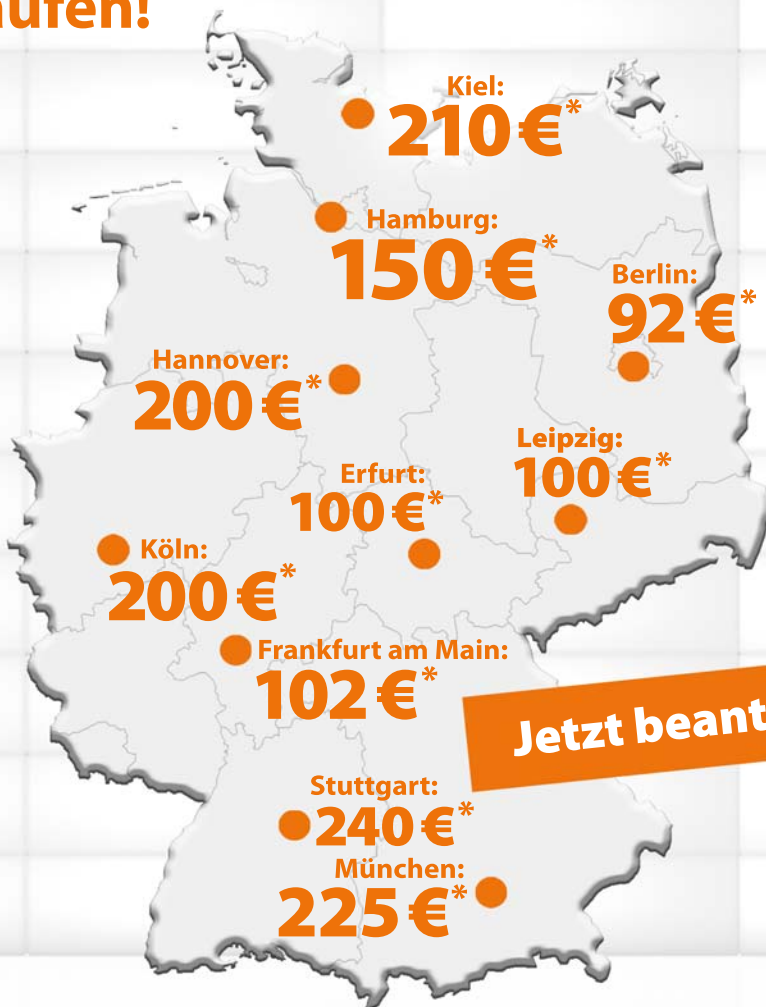 aufen!
Kiel:
210 €*
Hamburg:
150 €*
Berlin:
92 €*
Hannover:
200 €*
Leipzig:
100 €*
Erfurt:
100 €*
Köln:
200 €*
Frankfurt am Main:
102 €*
Jetzt beant
Stuttgart:
240 €*
München:
225 €*